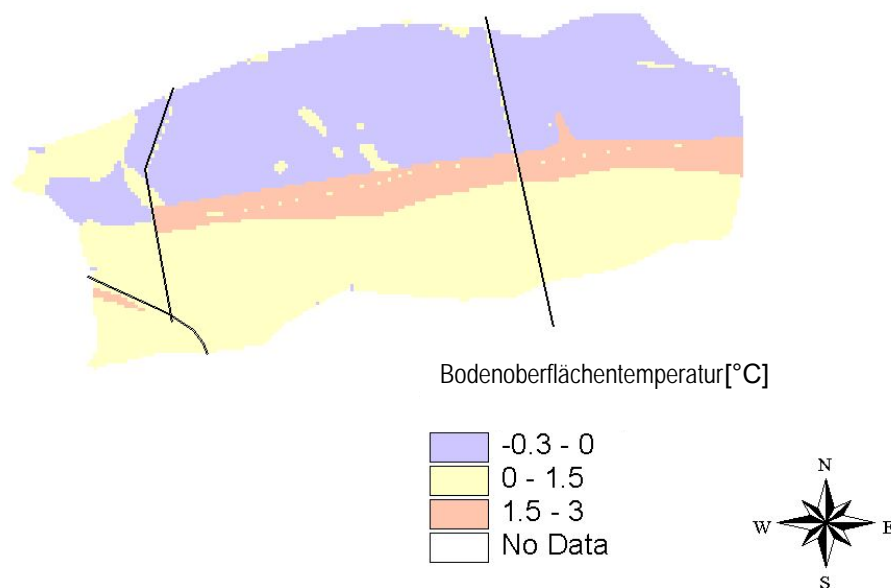 Bodenoberflächentemperatur[°C]
-0.3 - 0
0 - 1.5
1.5 - 3
No Data
N
W E
S